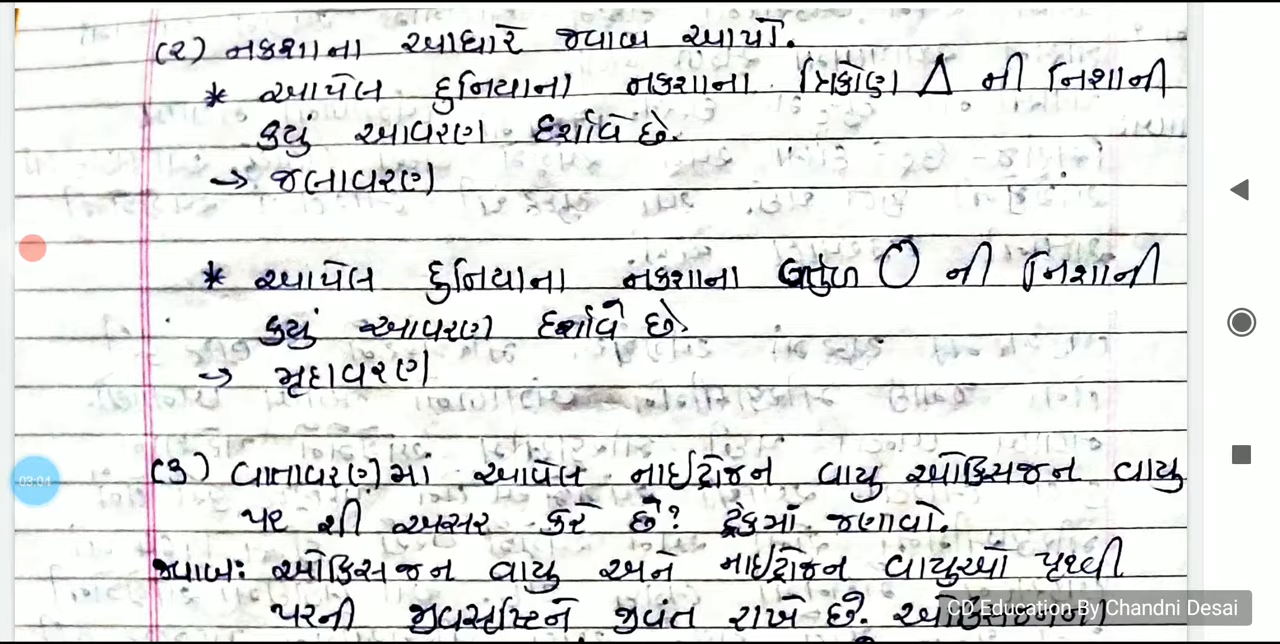 (૨) નકશાના આધારે જવાબ આપો.
* આપેલ દુનિયાના નકશાના ત્રિકોણ Δ ની નિશાની
કયું આવરણ દર્શાવે છે.
→ જલાવરણ
* આપેલ દુનિયાના નકશાના વર્તુળ O ની નિશાની
કયું આવરણ દર્શાવે છે.
→ મૃદાવરણ
(૩) વાતાવરણમાં આપેલ નાઈટ્રોજન વાયુ ઓક્સિજન વાયુ
03:04
પર શી અસર કરે છે? ટૂંકમાં જણાવો.
જવાબ: ઓક્સિજન વાયુ અને નાઈટ્રોજન વાયુઓ પૃથ્વી
પરની જીવસૃષ્ટિને જીવંત રાખે છે.
CD Education By Chandni Desai